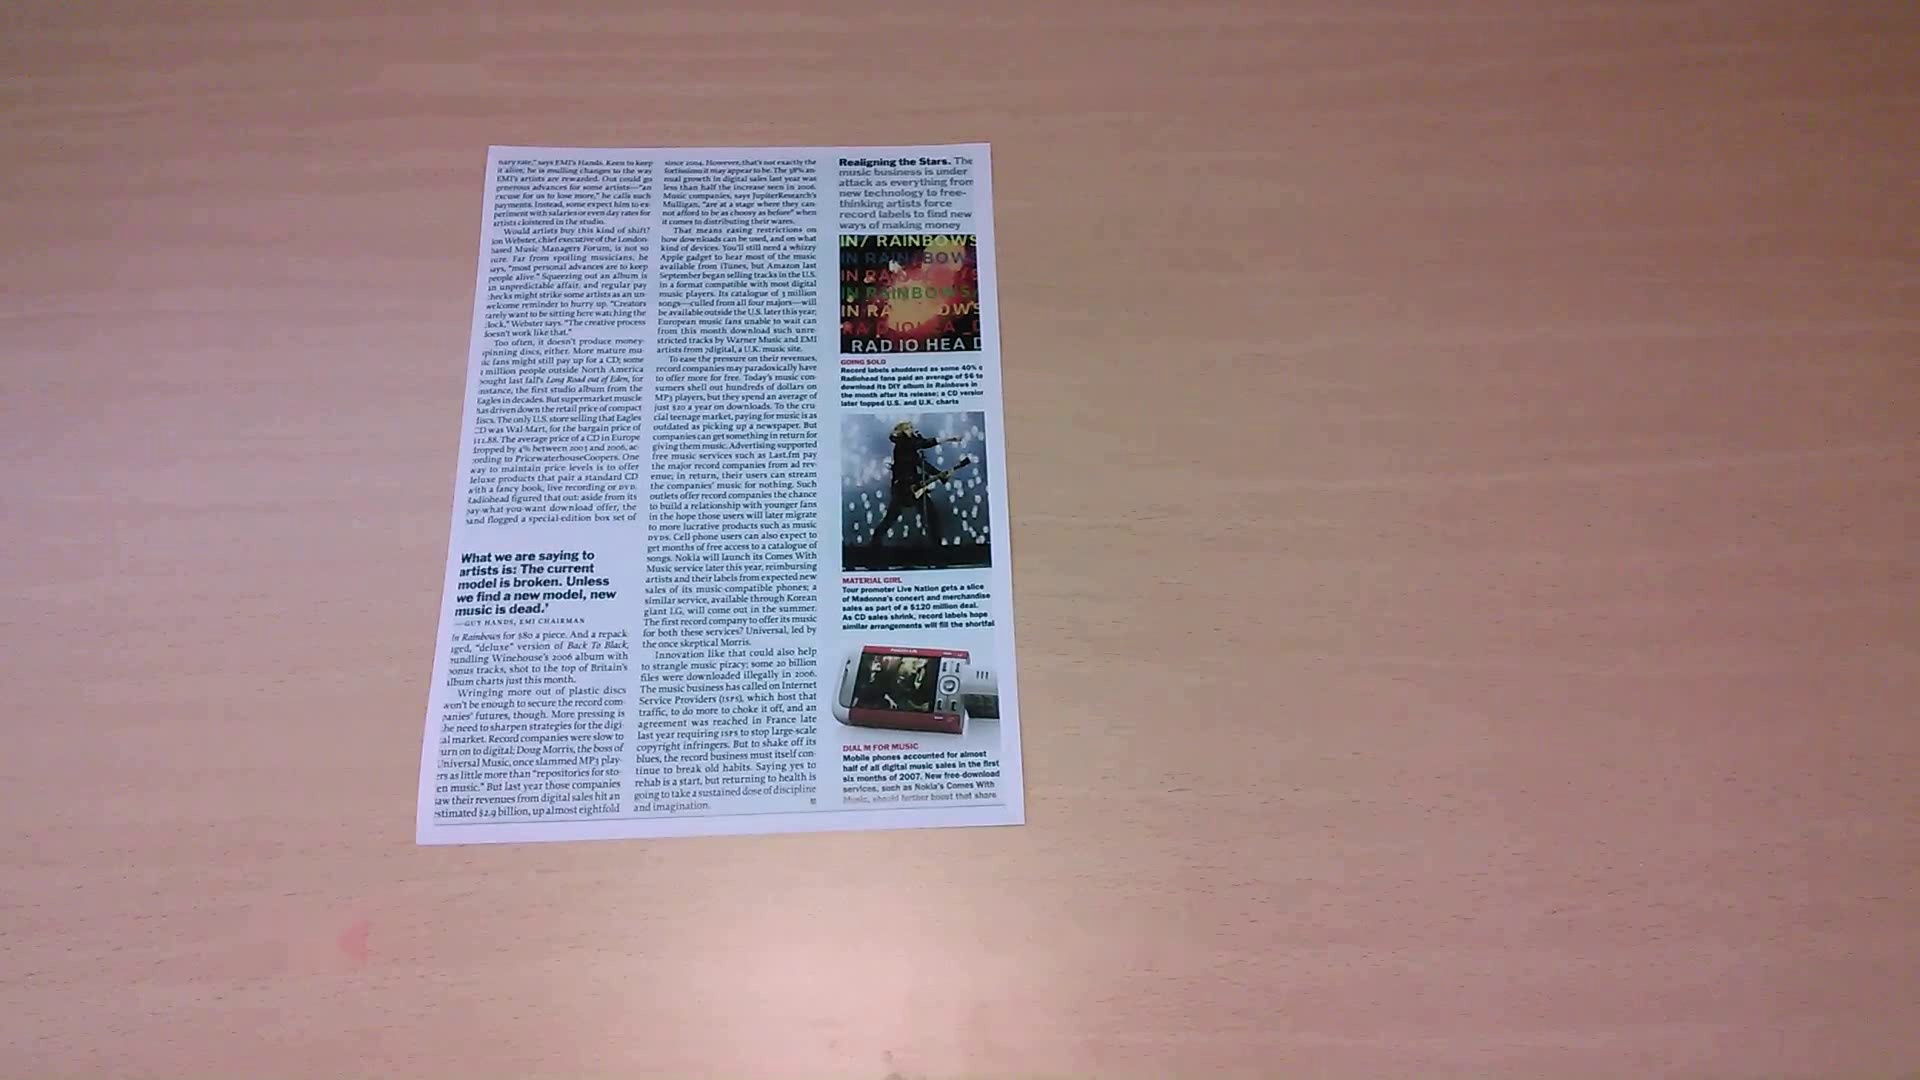 nary rate," says EMI's Hands. Keen to keep
it alive, he is mulling changes to the way
EMI's artists are rewarded. Out could go
generous advances for some artists—"an
excuse for us to lose more," he calls such
payments. Instead, some expect him to ex-
periment with salaries or even day rates for
artists cloistered in the studio.
Would artists buy this kind of shift?
Jon Webster, chief executive of the London-
based Music Managers Forum, is not so
sure. Far from spoiling musicians, he
says, "most personal advances are to keep
people alive." Squeezing out an album is
an unpredictable affair, and regular pay
checks might strike some artists as an un-
welcome reminder to hurry up. "Creators
rarely want to be sitting here watching the
clock," Webster says. "The creative process
doesn't work like that."
Too often, it doesn't produce money-
spinning discs, either. More mature mu-
sic fans might still pay up for a CD; some
million people outside North America
bought last fall's Long Road out of Eden, for
instance, the first studio album from the
Eagles in decades. But supermarket muscle
has driven down the retail price of compact
discs. The only U.S. store selling that Eagles
CD was Wal-Mart, for the bargain price of
$11.88. The average price of a CD in Europe
dropped by 4% between 2003 and 2006, ac-
cording to PricewaterhouseCoopers. One
way to maintain price levels is to offer
deluxe products that pair a standard CD
with a fancy book, live recording or DVD.
Radiohead figured that out: aside from its
pay-what-you-want download offer, the
band flogged a special-edition box set of
What we are saying to
artists is: The current
model is broken. Unless
we find a new model, new
music is dead.'
—GUY HANDS, EMI CHAIRMAN
In Rainbows for $80 a piece. And a repack
aged, "deluxe" version of Back To Black,
bundling Winehouse's 2006 album with
bonus tracks, shot to the top of Britain's
album charts just this month.
Wringing more out of plastic discs
won't be enough to secure the record com-
panies' futures, though. More pressing is
the need to sharpen strategies for the digi-
tal market. Record companies were slow to
turn on to digital; Doug Morris, the boss of
Universal Music, once slammed MP3 play-
ers as little more than "repositories for sto-
len music." But last year those companies
saw their revenues from digital sales hit an
estimated $2.9 billion, up almost eightfold
since 2004. However, that's not exactly the
fortissimo it may appear to be. The 38% an-
nual growth in digital sales last year was
less than half the increase seen in 2006.
Music companies, says JupiterResearch's
Mulligan, "are at a stage where they can-
not afford to be as choosy as before" when
it comes to distributing their wares.
That means easing restrictions on
how downloads can be used, and on what
kind of devices. You'll still need a whizzy
Apple gadget to hear most of the music
available from iTunes, but Amazon last
September began selling tracks in the U.S.
in a format compatible with most digital
music players. Its catalogue of 3 million
songs—culled from all four majors—will
be available outside the U.S. later this year;
European music fans unable to wait can
from this month download such unre-
stricted tracks by Warner Music and EMI
artists from 7digital, a U.K. music site.
To ease the pressure on their revenues,
record companies may paradoxically have
to offer more for free. Today's music con-
sumers shell out hundreds of dollars on
MP3 players, but they spend an average of
just $20 a year on downloads. To the cru-
cial teenage market, paying for music is as
outdated as picking up a newspaper. But
companies can get something in return for
giving them music. Advertising supported
free music services such as Last.fm pay
the major record companies from ad rev-
enue; in return, their users can stream
the companies' music for nothing. Such
outlets offer record companies the chance
to build a relationship with younger fans
in the hope those users will later migrate
to more lucrative products such as music
DVDs. Cell-phone users can also expect to
get months of free access to a catalogue of
songs. Nokia will launch its Comes With
Music service later this year, reimbursing
artists and their labels from expected new
sales of its music-compatible phones; a
similar service, available through Korean
giant LG, will come out in the summer.
The first record company to offer its music
for both these services? Universal, led by
the once skeptical Morris.
Innovation like that could also help
to strangle music piracy; some 20 billion
files were downloaded illegally in 2006.
The music business has called on Internet
Service Providers (ISPs), which host that
traffic, to do more to choke it off, and an
agreement was reached in France late
last year requiring ISPs to stop large-scale
copyright infringers. But to shake off its
blues, the record business must itself con-
tinue to break old habits. Saying yes to
rehab is a start, but returning to health is
going to take a sustained dose of discipline
and imagination.
Realigning the Stars. The
music business is under
attack as everything from
new technology to free-
thinking artists force
record labels to find new
ways of making money
IN/ RAINBOWS
IN RAIN/BOW
IN RAINBOWS
IN RAINBOWS
IN RAINBOWS
RADIOHEA_D
RAD IO HEA D
GOING SOLO
Record labels shuddered as some 40%
Radiohead fans paid an average of $6 to
download its DIY album In Rainbows in
the month after its release; a CD version
later topped U.S. and U.K. charts
MATERIAL GIRL
Tour promoter Live Nation gets a slice
of Madonna's concert and merchandise
sales as part of a $120 million deal.
As CD sales shrink, record labels hope
similar arrangements will fill the shortfal
NOKIA
DIAL M FOR MUSIC
Mobile phones accounted for almost
half of all digital music sales in the first
six months of 2007. New free-download
services, such as Nokia's Comes With
Music, should further boost that share